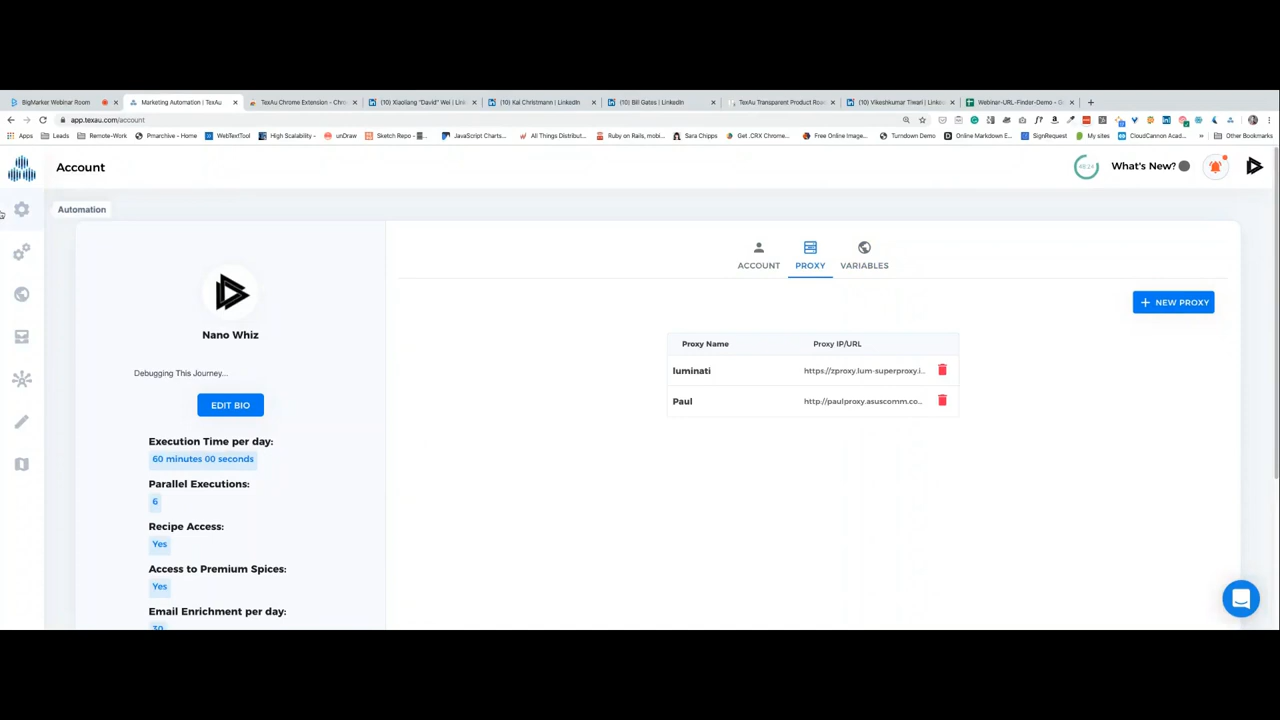 BigMarker Webinar Room
Marketing Automation | TexAu
TexAu Chrome Extension - Chro
(10) Xiaoliang "David" Wei | Link
(10) Kai Christmann | LinkedIn
(10) Bill Gates | LinkedIn
TexAu Transparent Product Road
(10) Vikeshkumar Tiwari | Linked
Webinar-URL-Finder-Demo - G
app.texau.com/account
Apps
Leads
Remote-Work
Pmarchive - Home
WebTextTool
High Scalability -
unDraw
Sketch Repo -
JavaScript Charts...
All Things Distribut...
Ruby on Rails, mobi...
Sara Chipps
Get .CRX Chrome...
Free Online Image...
Turndown Demo
Online Markdown E...
SignRequest
My sites
CloudCannon Acad...
»
Other Bookmarks
Account
What's New?
Automation
ACCOUNT
PROXY
VARIABLES
+ NEW PROXY
Nano Whiz
Debugging This Journey...
EDIT BIO
Proxy Name
Proxy IP/URL
luminati
https://zproxy.lum-superproxy.i...
Paul
http://paulproxy.asuscomm.co...
Execution Time per day:
60 minutes 00 seconds
Parallel Executions:
6
Recipe Access:
Yes
Access to Premium Spices:
Yes
Email Enrichment per day:
30